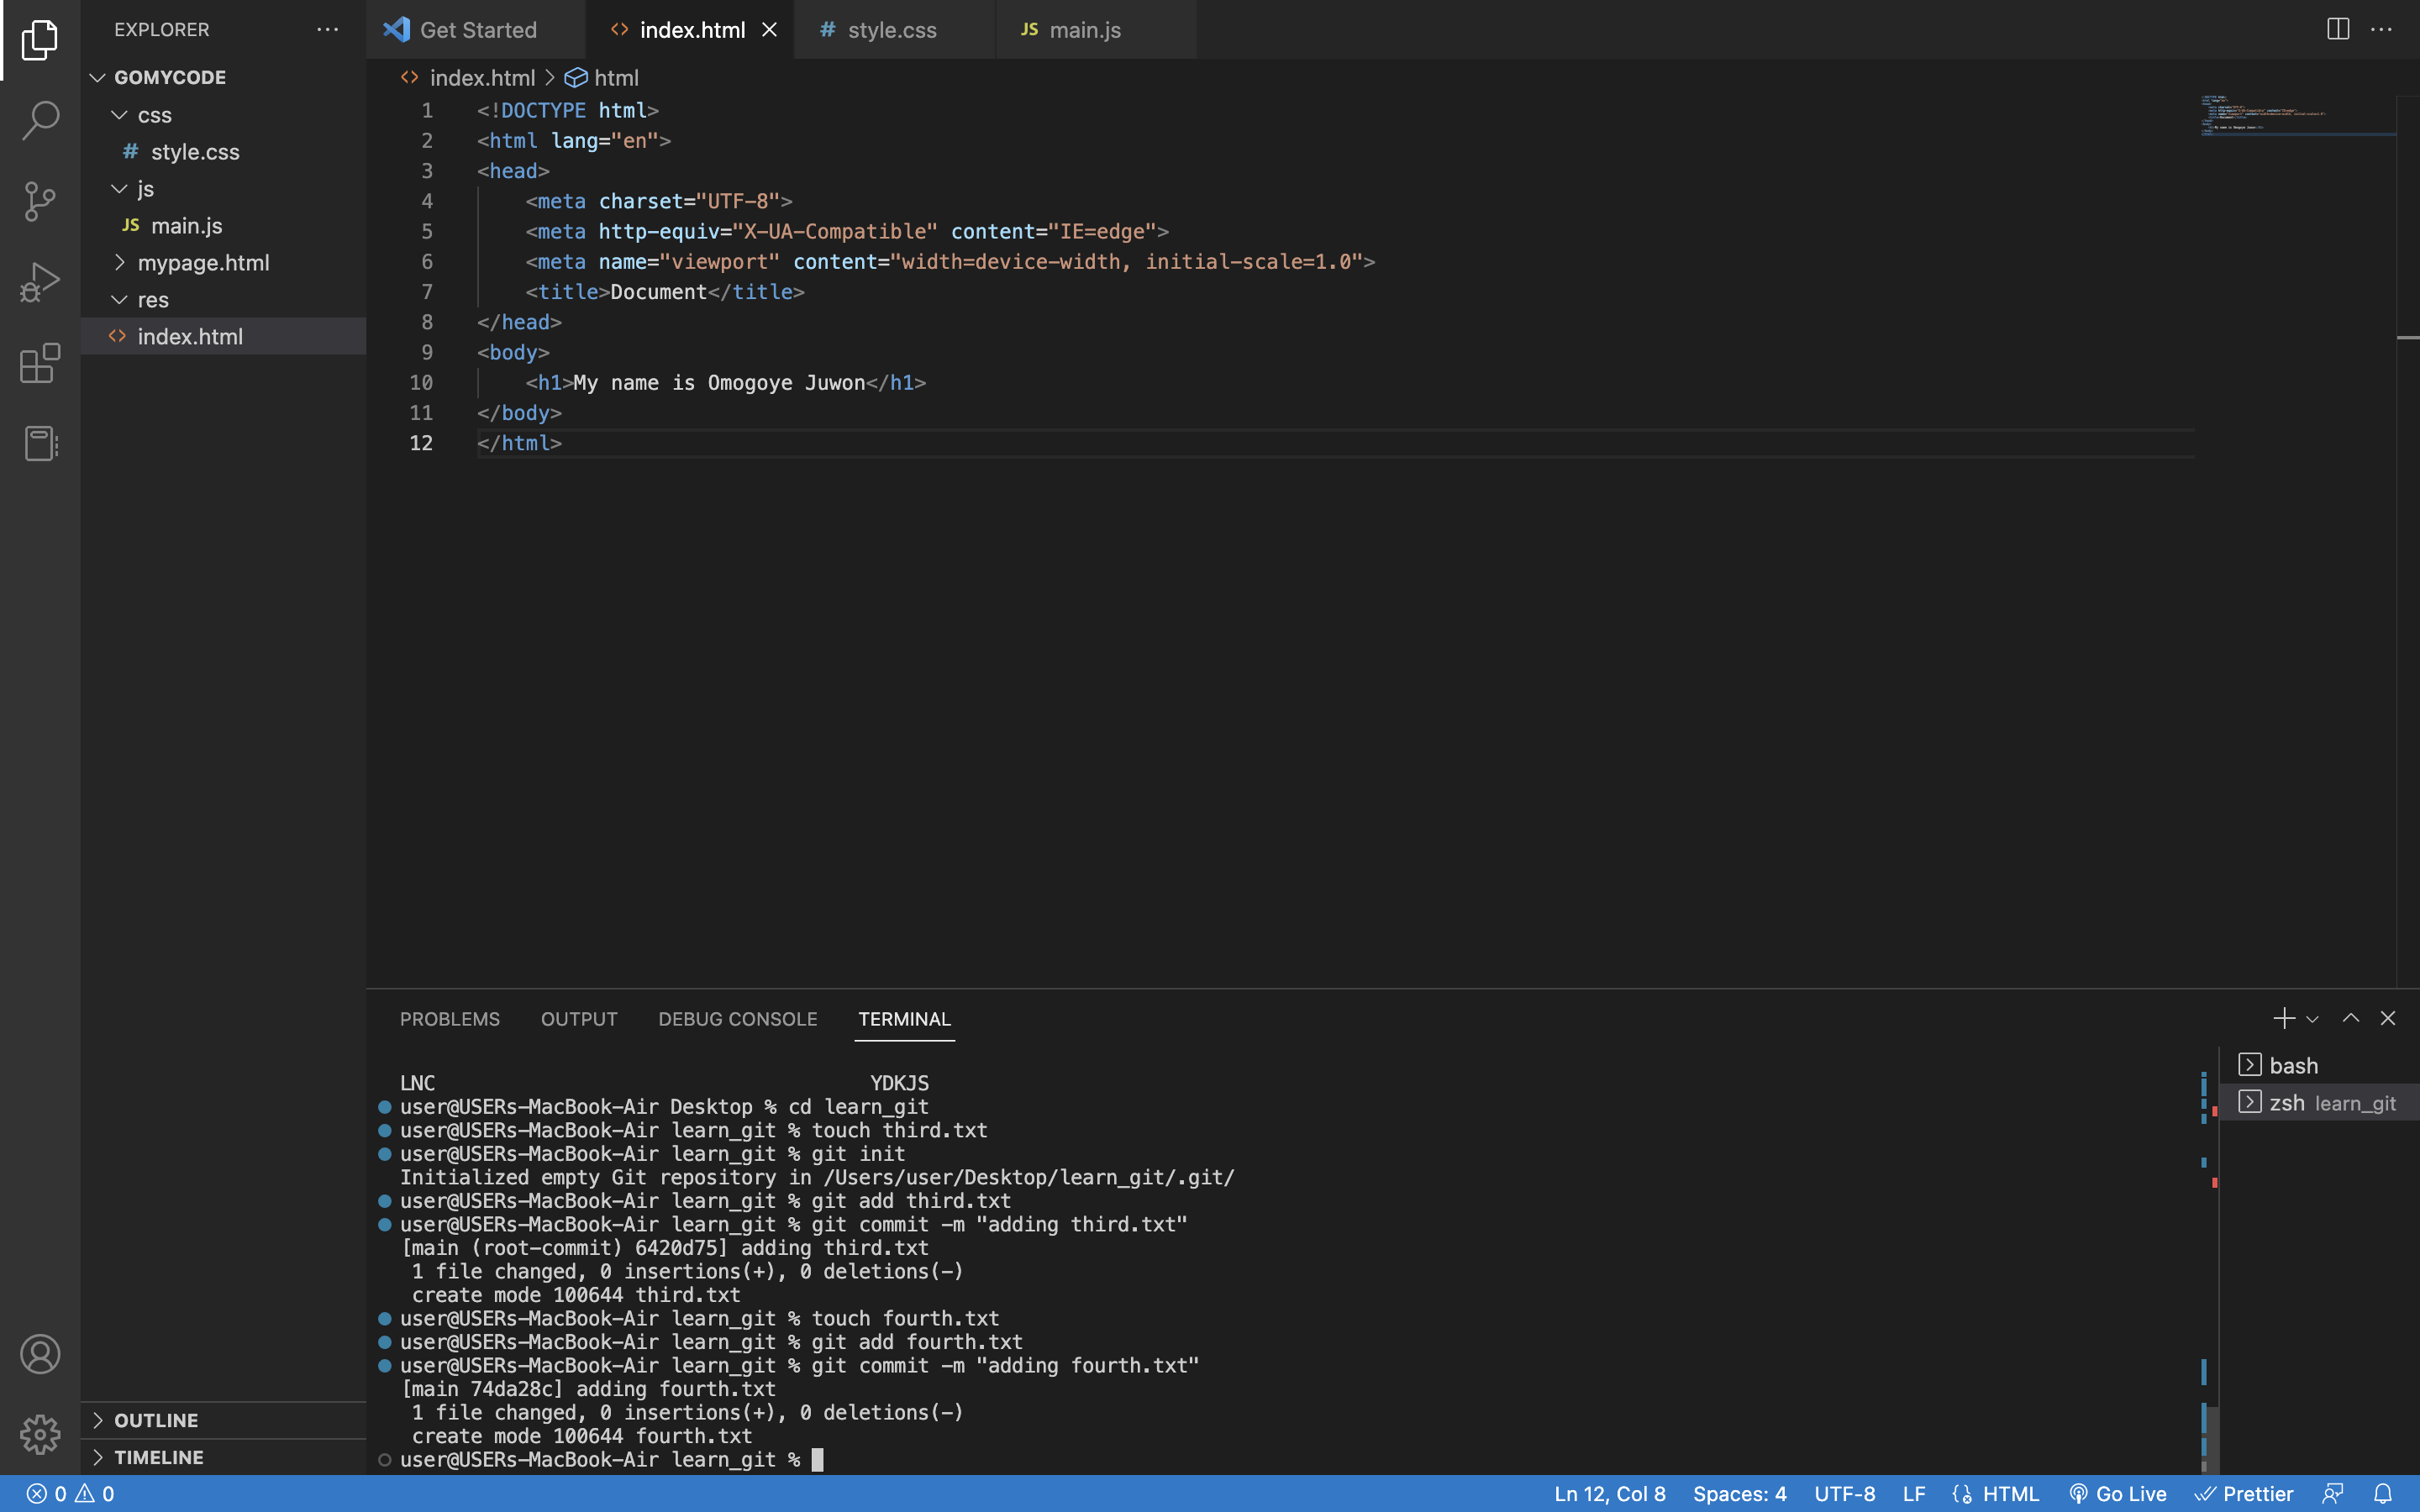 EXPLORER
GOMYCODE
css
# style.css
js
JS main.js
mypage.html
res
<> index.html
OUTLINE
TIMELINE
Get Started
<> index.html
# style.css
JS main.js
<> index.html > html
1 <!DOCTYPE html>
2 <html lang="en">
3 <head>
4     <meta charset="UTF-8">
5     <meta http-equiv="X-UA-Compatible" content="IE=edge">
6     <meta name="viewport" content="width=device-width, initial-scale=1.0">
7     <title>Document</title>
8 </head>
9 <body>
10     <h1>My name is Omogoye Juwon</h1>
11 </body>
12 </html>
PROBLEMS OUTPUT DEBUG CONSOLE TERMINAL
LNC YDKJS
user@USERs-MacBook-Air Desktop % cd learn_git
user@USERs-MacBook-Air learn_git % touch third.txt
user@USERs-MacBook-Air learn_git % git init
Initialized empty Git repository in /Users/user/Desktop/learn_git/.git/
user@USERs-MacBook-Air learn_git % git add third.txt
user@USERs-MacBook-Air learn_git % git commit -m "adding third.txt"
[main (root-commit) 6420d75] adding third.txt
 1 file changed, 0 insertions(+), 0 deletions(-)
 create mode 100644 third.txt
user@USERs-MacBook-Air learn_git % touch fourth.txt
user@USERs-MacBook-Air learn_git % git add fourth.txt
user@USERs-MacBook-Air learn_git % git commit -m "adding fourth.txt"
[main 74da28c] adding fourth.txt
 1 file changed, 0 insertions(+), 0 deletions(-)
 create mode 100644 fourth.txt
user@USERs-MacBook-Air learn_git %
bash
zsh learn_git
0 0 Ln 12, Col 8 Spaces: 4 UTF-8 LF HTML Go Live Prettier